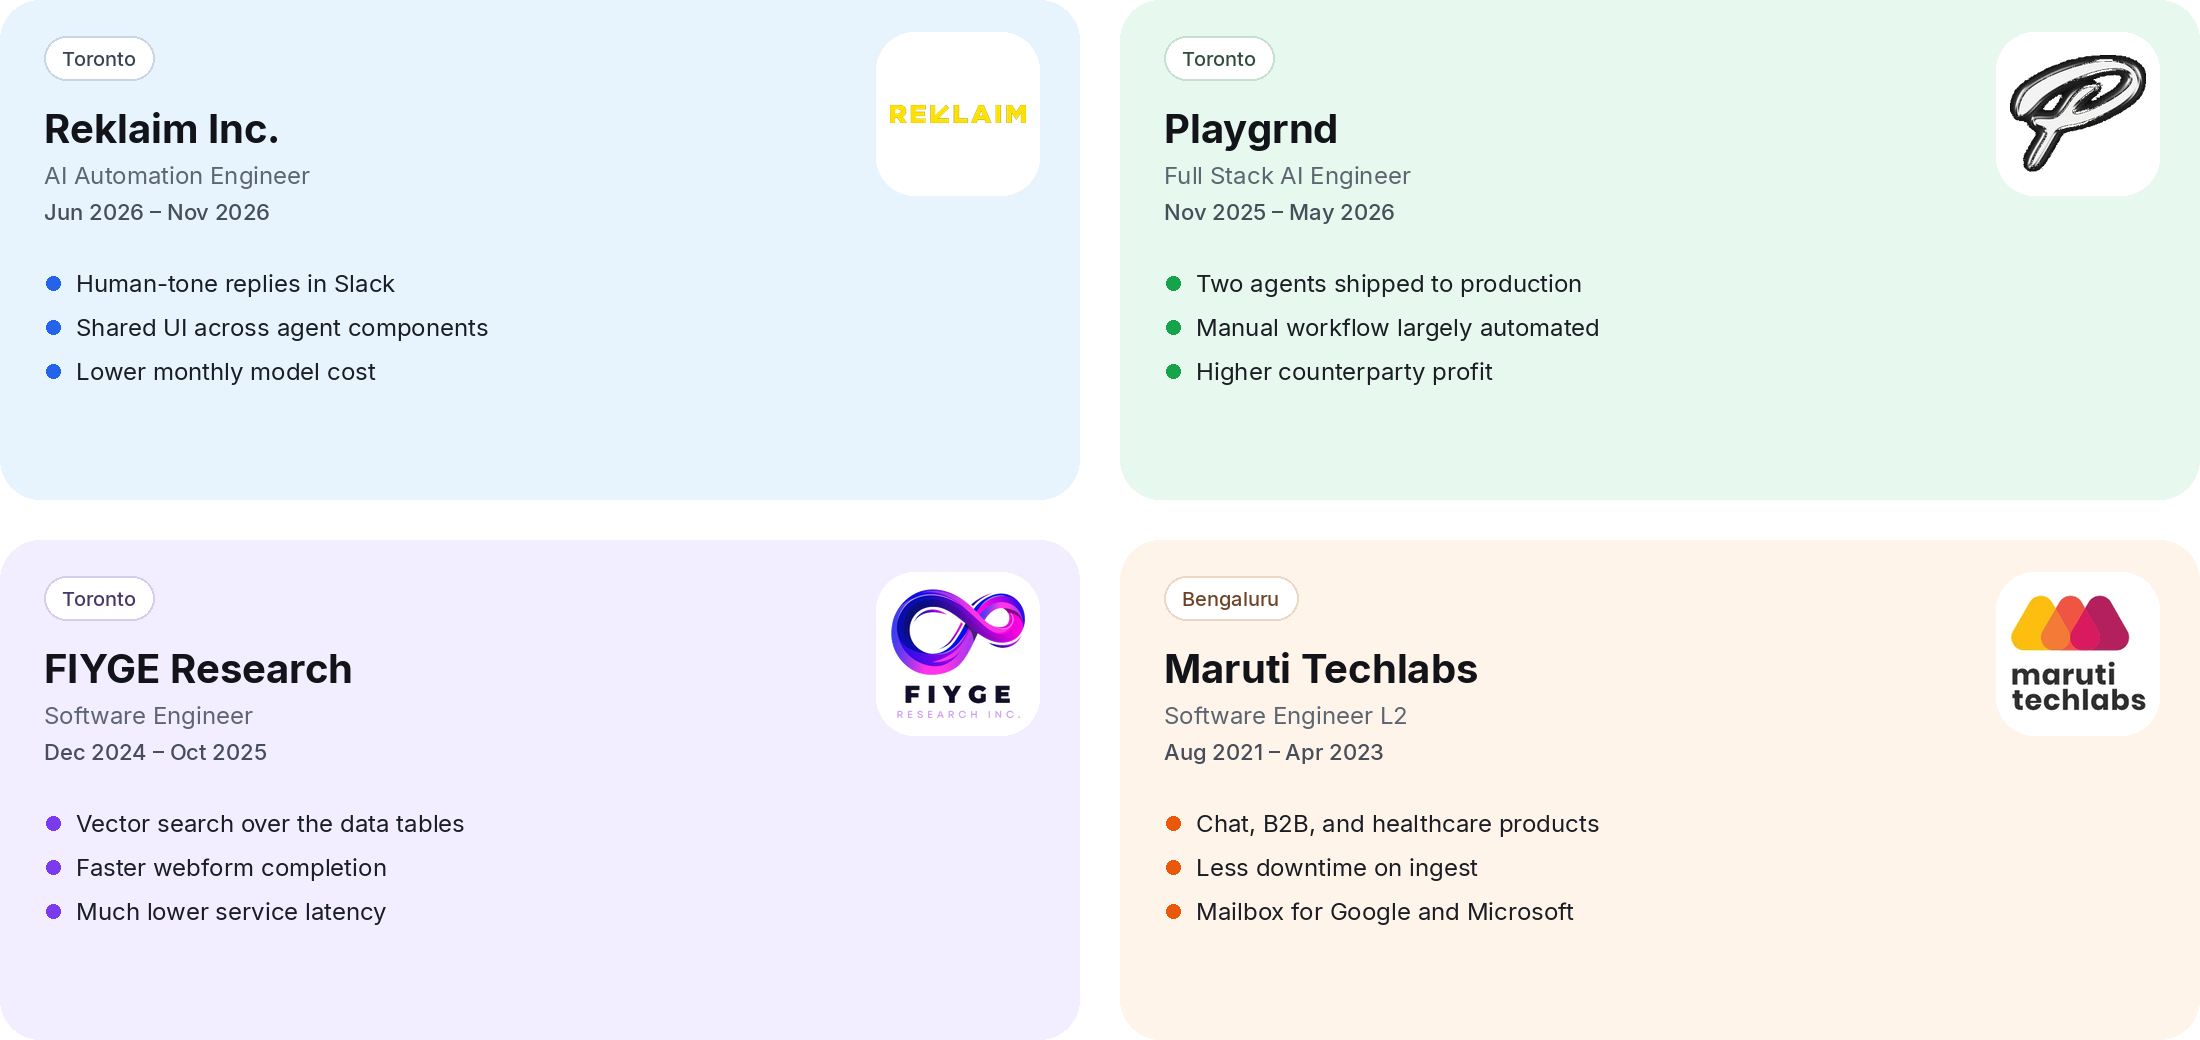 Toronto
REKLAIM
Reklaim Inc.
AI Automation Engineer
Jun 2026 – Nov 2026
Human-tone replies in Slack
Shared UI across agent components
Lower monthly model cost
Toronto
P
Playgrnd
Full Stack AI Engineer
Nov 2025 – May 2026
Two agents shipped to production
Manual workflow largely automated
Higher counterparty profit
Toronto
FIYGE
RESEARCH INC.
FIYGE Research
Software Engineer
Dec 2024 – Oct 2025
Vector search over the data tables
Faster webform completion
Much lower service latency
Bengaluru
maruti
techlabs
Maruti Techlabs
Software Engineer L2
Aug 2021 – Apr 2023
Chat, B2B, and healthcare products
Less downtime on ingest
Mailbox for Google and Microsoft